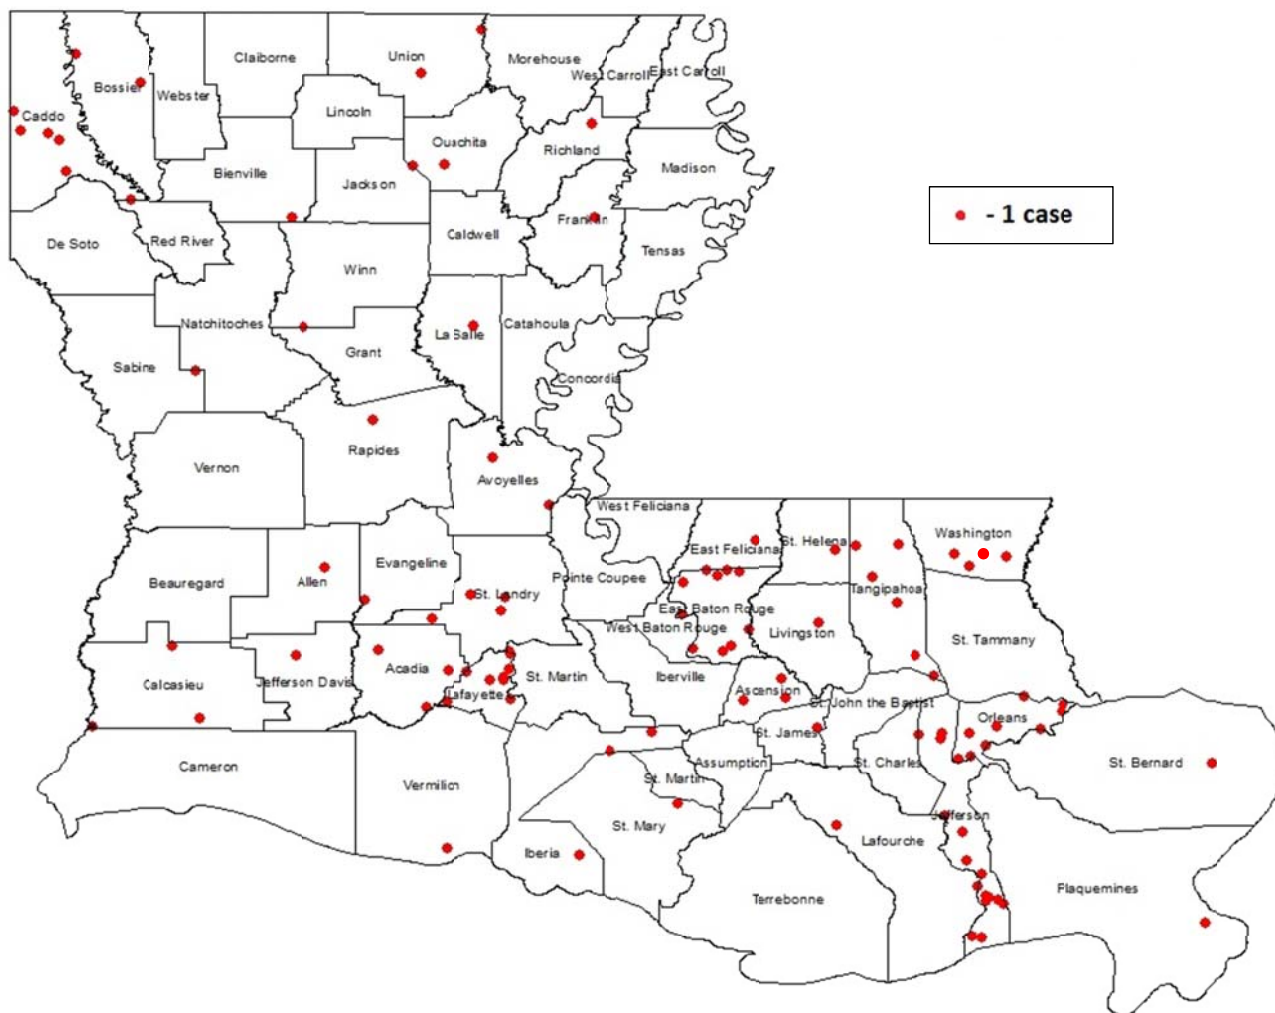 Claiborne
Union
Morehouse
West Carroll
East Carroll
Bossier
Webster
Caddo
Lincoln
Ouachita
Richland
Madison
Bienville
Jackson
Franklin
De Soto
Red River
Caldwell
Tensas
Winn
Natchitoches
La Salle
Catahoula
Grant
Sabine
Concordia
Rapides
Vernon
Avoyelles
West Feliciana
Washington
St. Helena
East Feliciana
Evangeline
Beauregard
Allen
Pointe Coupee
Tangipahoa
St. Landry
East Baton Rouge
West Baton Rouge
Livingston
St. Tammany
Acadia
Calcasieu
Jefferson Davis
Lafayette
St. Martin
Iberville
Ascension
St. John the Baptist
Orleans
St. James
Assumption
St. Charles
St. Bernard
Cameron
Vermilion
St. Martin
Jefferson
St. Mary
Lafourche
Iberia
Terrebonne
Plaquemines
- 1 case